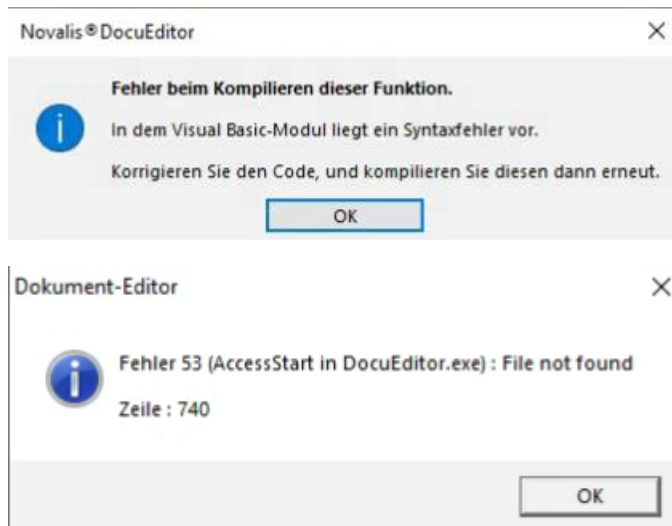 Novalis® DocuEditor
Fehler beim Kompilieren dieser Funktion.
In dem Visual Basic-Modul liegt ein Syntaxfehler vor.
Korrigieren Sie den Code, und kompilieren Sie diesen dann erneut.
OK
Dokument-Editor
Fehler 53 (AccessStart in DocuEditor.exe) : File not found
Zeile : 740
OK